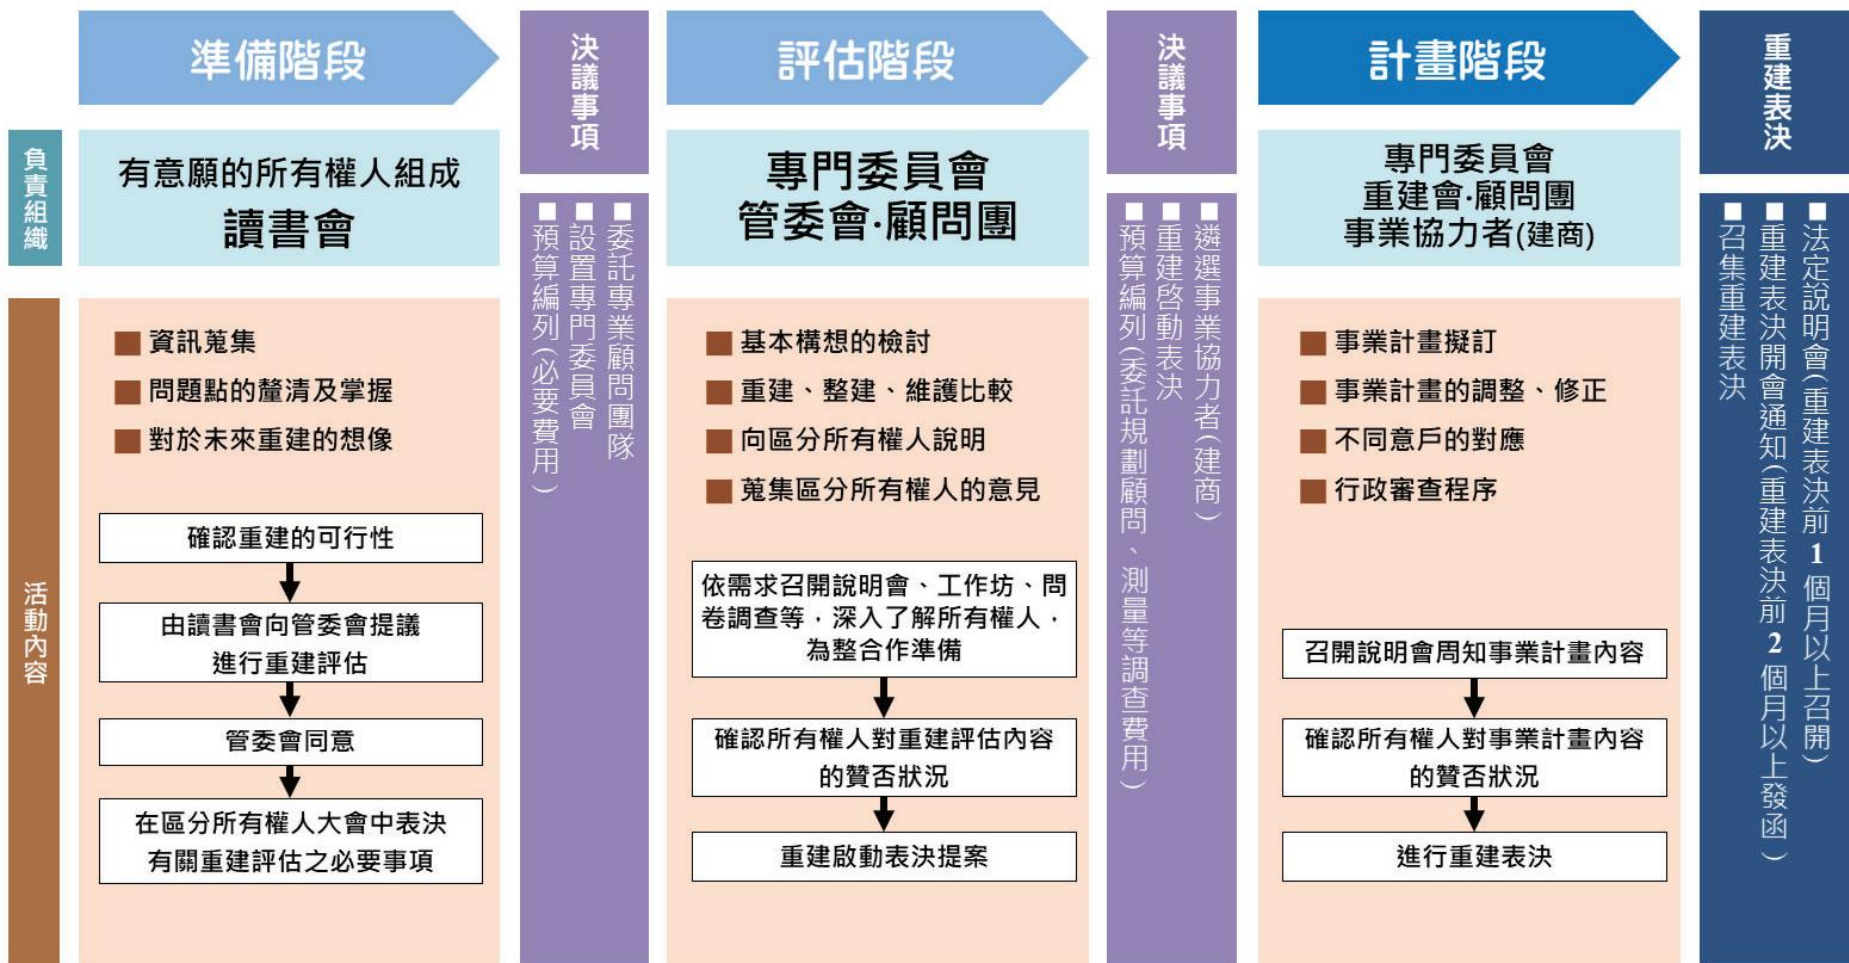 準備階段
決議事項
評估階段
決議事項
計畫階段
重建表決
負責組織
有意願的所有權人組成
讀書會
■委託專業顧問團隊
■設置專門委員會
■預算編列(必要費用)
專門委員會
管委會·顧問團
■遴選事業協力者(建商)
■重建啓動表決
■預算編列(委託規劃顧問、測量等調查費用)
專門委員會
重建會·顧問團
事業協力者(建商)
■法定說明會(重建表決前1個月以上召開)
■重建表決開會通知(重建表決前2個月以上發函)
■召集重建表決
活動內容
■ 資訊蒐集
■ 問題點的釐清及掌握
■ 對於未來重建的想像
確認重建的可行性
由讀書會向管委會提議
進行重建評估
管委會同意
在區分所有權人大會中表決
有關重建評估之必要事項
■ 基本構想的檢討
■ 重建、整建、維護比較
■ 向區分所有權人說明
■ 蒐集區分所有權人的意見
依需求召開說明會、工作坊、問
卷調查等，深入了解所有權人，
為整合作準備
確認所有權人對重建評估內容
的贊否狀況
重建啟動表決提案
■ 事業計畫擬訂
■ 事業計畫的調整、修正
■ 不同意戶的對應
■ 行政審查程序
召開說明會周知事業計畫內容
確認所有權人對事業計畫內容
的贊否狀況
進行重建表決